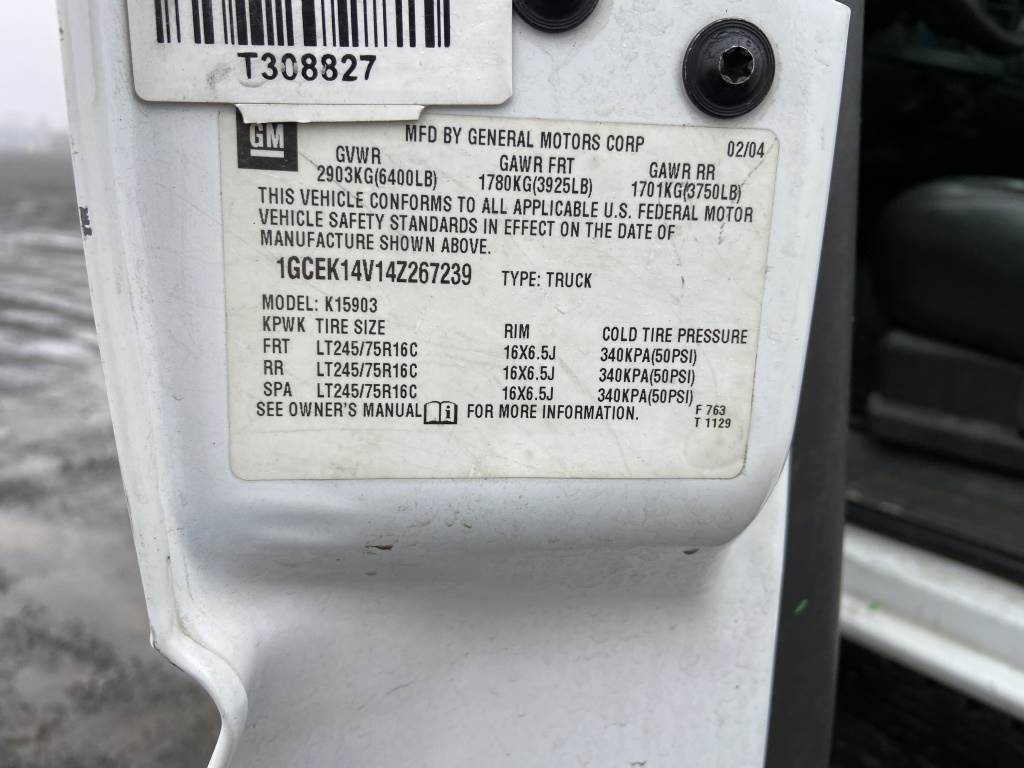 T308827
GM
MFD BY GENERAL MOTORS CORP 02/04
GVWR GAWR FRT GAWR RR
2903KG(6400LB) 1780KG(3925LB) 1701KG(3750LB)
THIS VEHICLE CONFORMS TO ALL APPLICABLE U.S. FEDERAL MOTOR
VEHICLE SAFETY STANDARDS IN EFFECT ON THE DATE OF
MANUFACTURE SHOWN ABOVE.
1GCEK14V14Z267239 TYPE: TRUCK
MODEL: K15903
KPWK TIRE SIZE RIM COLD TIRE PRESSURE
FRT LT245/75R16C 16X6.5J 340KPA(50PSI)
RR LT245/75R16C 16X6.5J 340KPA(50PSI)
SPA LT245/75R16C 16X6.5J 340KPA(50PSI)
SEE OWNER'S MANUAL i FOR MORE INFORMATION.
F 763
T 1129